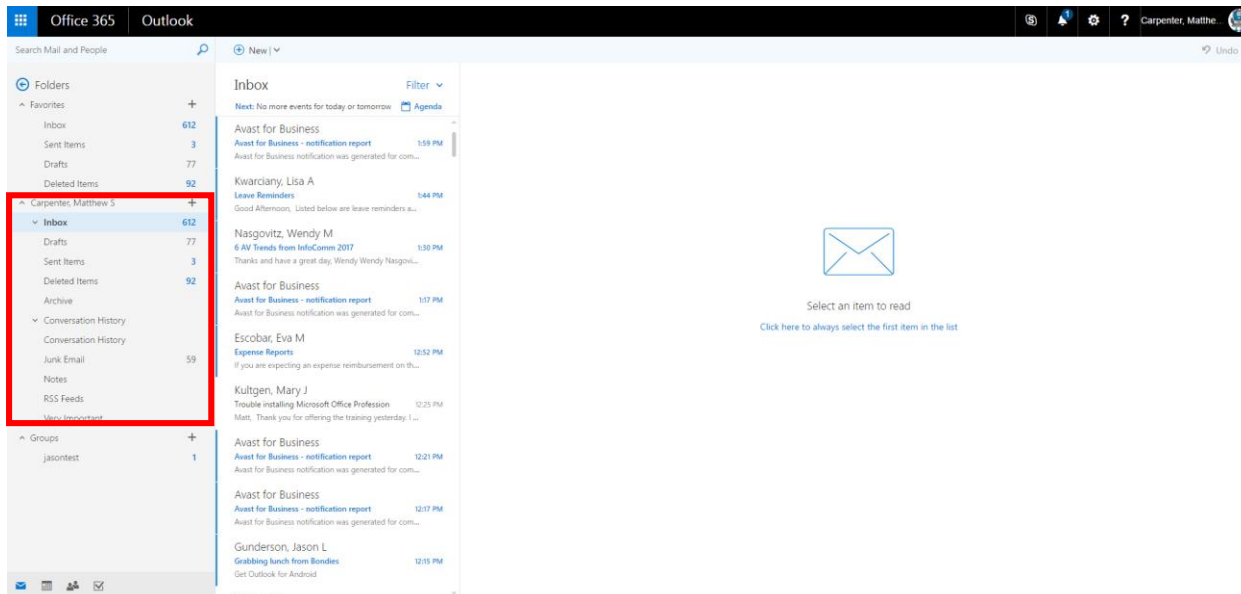 Office 365 Outlook
1
Carpenter, Matthe...
Search Mail and People
New
Undo
Folders
Favorites
Inbox 612
Sent Items 3
Drafts 77
Deleted Items 92
Carpenter, Matthew S
Inbox 612
Drafts 77
Sent Items 3
Deleted Items 92
Archive
Conversation History
Conversation History
Junk Email 59
Notes
RSS Feeds
Very Important
Groups
jasontest 1
Inbox Filter
Next: No more events for today or tomorrow Agenda
Avast for Business
Avast for Business - notification report 1:59 PM
Avast for Business notification was generated for com...
Kwarciany, Lisa A
Leave Reminders 1:44 PM
Good Afternoon, Listed below are leave reminders a...
Nasgovitz, Wendy M
6 AV Trends from InfoComm 2017 1:30 PM
Thanks and have a great day, Wendy Wendy Nasgovi...
Avast for Business
Avast for Business - notification report 1:17 PM
Avast for Business notification was generated for com...
Escobar, Eva M
Expense Reports 12:52 PM
If you are expecting an expense reimbursement on th...
Kultgen, Mary J
Trouble installing Microsoft Office Profession 12:25 PM
Matt, Thank you for offering the training yesterday. I ...
Avast for Business
Avast for Business - notification report 12:21 PM
Avast for Business notification was generated for com...
Avast for Business
Avast for Business - notification report 12:17 PM
Avast for Business notification was generated for com...
Gunderson, Jason L
Grabbing lunch from Bondies 12:15 PM
Get Outlook for Android
Select an item to read
Click here to always select the first item in the list